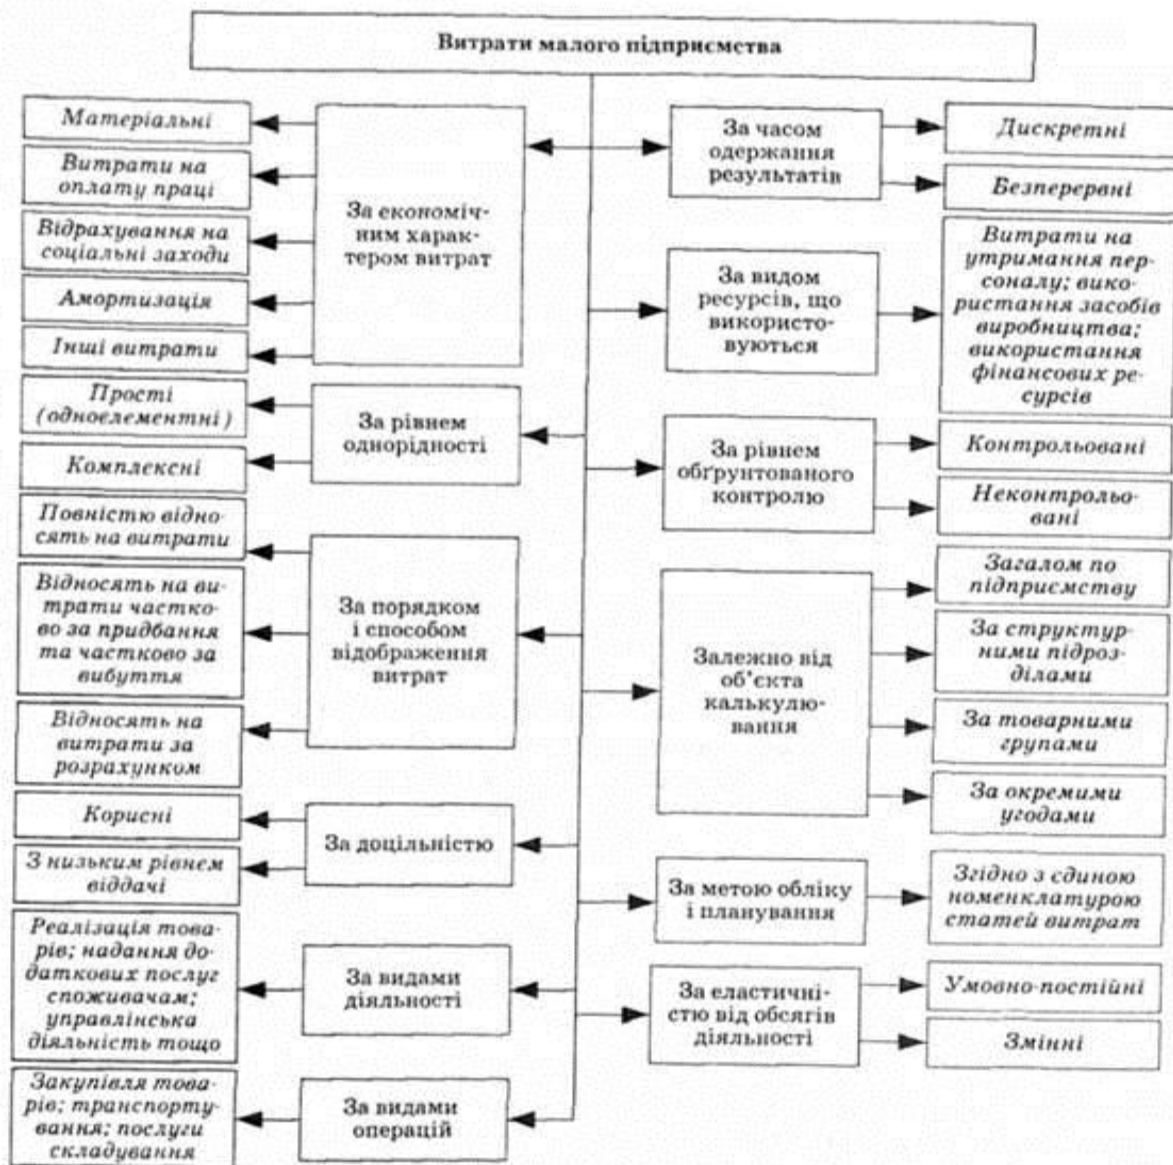 Витрати малого підприємства
Матеріальні
Витрати на
оплату праці
Відрахування на
соціальні заходи
Амортизація
Інші витрати
За економіч-
ним харак-
тером витрат
Прості
(одноелементні)
Комплексні
За рівнем
однорідності
Повністю відно-
сять на витрати
Відносять на ви-
трати частко-
во за придбання
та частково за
вибуття
Відносять на
витрати за
розрахунком
За порядком
і способом
відображення
витрат
Корисні
З низьким рівнем
віддачі
За доцільністю
Реалізація това-
рів; надання до-
даткових послуг
споживачам;
управлінська
діяльність тощо
За видами
діяльності
Закупівля това-
рів; транспорту-
вання; послуги
складування
За видами
операцій
За часом
одержання
результатів
Дискретні
Безперервні
За видом
ресурсів, що
використо-
вуються
Витрати на
утримання пер-
соналу; вико-
ристання засобів
виробництва;
використання
фінансових ре-
сурсів
За рівнем
обґрунтованого
контролю
Контрольовані
Неконтрольо-
вані
Залежно від
об’єкта
калькулю-
вання
Загалом по
підприємству
За структур-
ними підроз-
ділами
За товарними
групами
За окремими
угодами
За метою обліку
і планування
Згідно з єдиною
номенклатурою
статей витрат
За еластичні-
стю від обсягів
діяльності
Умовно-постійні
Змінні